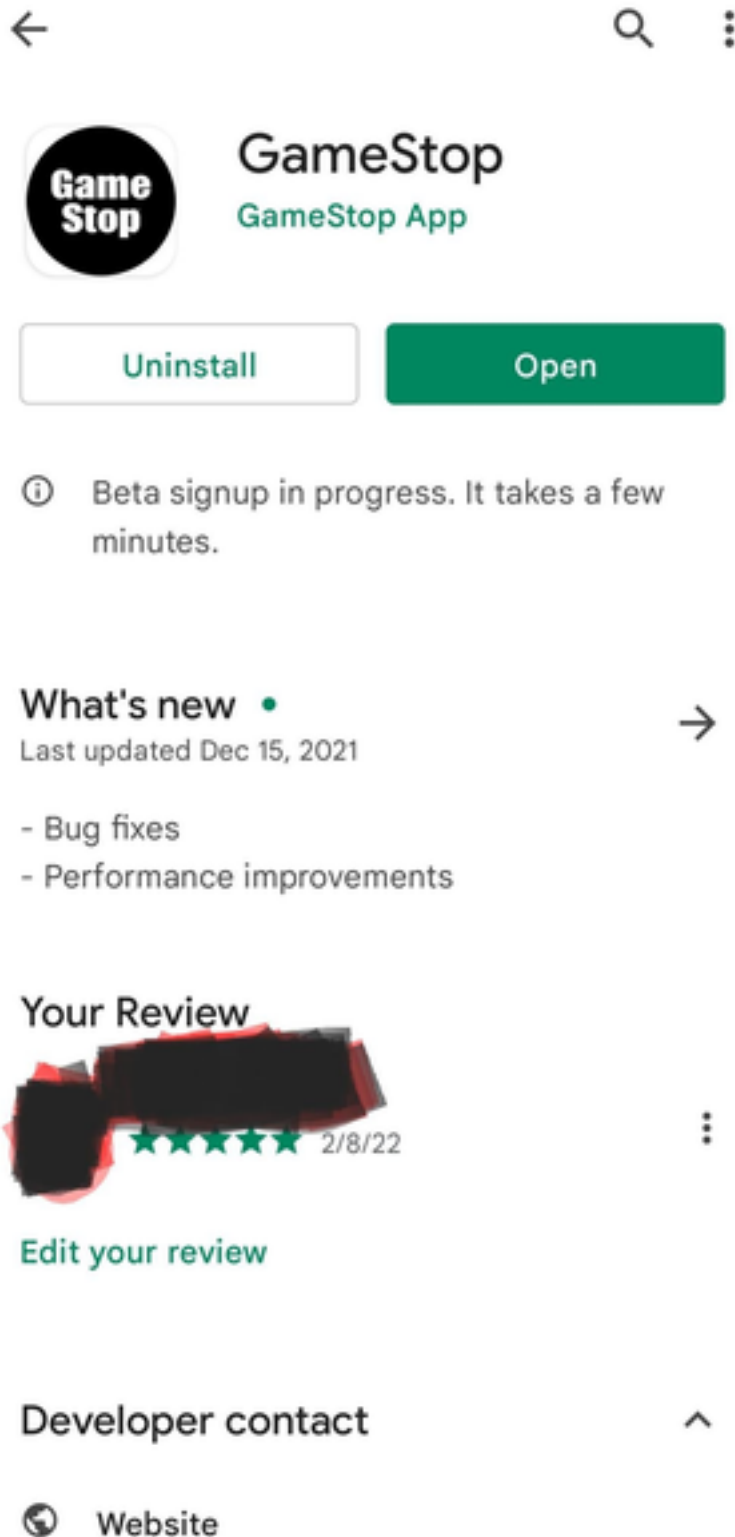 Game
Stop
GameStop
GameStop App
Uninstall
Open
Beta signup in progress. It takes a few
minutes.
What's new
Last updated Dec 15, 2021
- Bug fixes
- Performance improvements
Your Review
2/8/22
Edit your review
Developer contact
Website